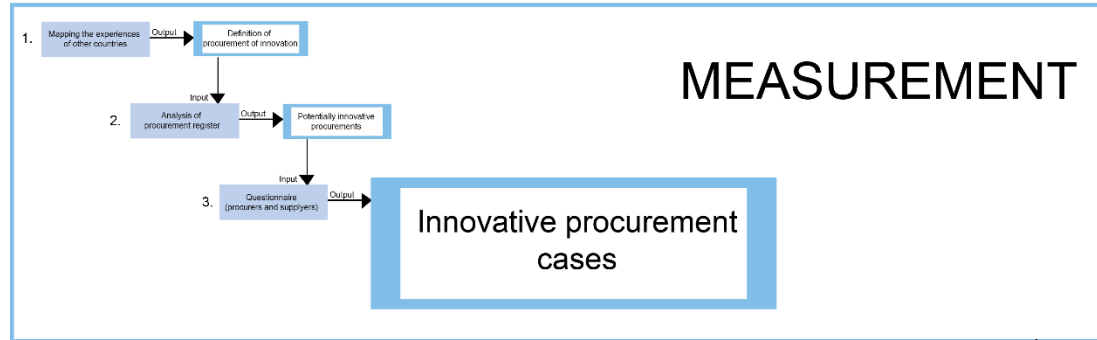 MEASUREMENT
1.
Mapping the experiences
of other countries
Output
Definition of
procurement of innovation
Input
2.
Analysis of
procurement register
Output
Potentially innovative
procurements
Input
3.
Questionnaire
(procurers and supplyers)
Output
Innovative procurement
cases